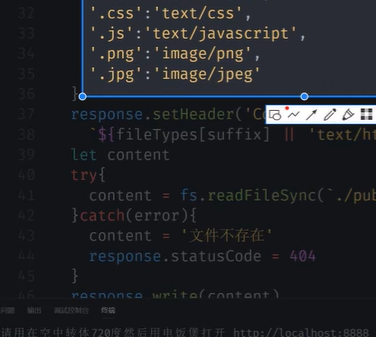 32 '.css':'text/css',
33 '.js':'text/javascript',
34 '.png':'image/png',
35 '.jpg':'image/jpeg'
36 }
37 response.setHeader('Co
38 `${fileTypes[suffix] || 'text/ht
39 let content
40 try{
41 content = fs.readFileSync(`./pub
42 }catch(error){
43 content = '文件不存在'
44 response.statusCode = 404
45 }
46 response.write(content)
问题 输出 调试控制台 终端
请用在空中转体720度然后用电饭煲打开 http://localhost:8888